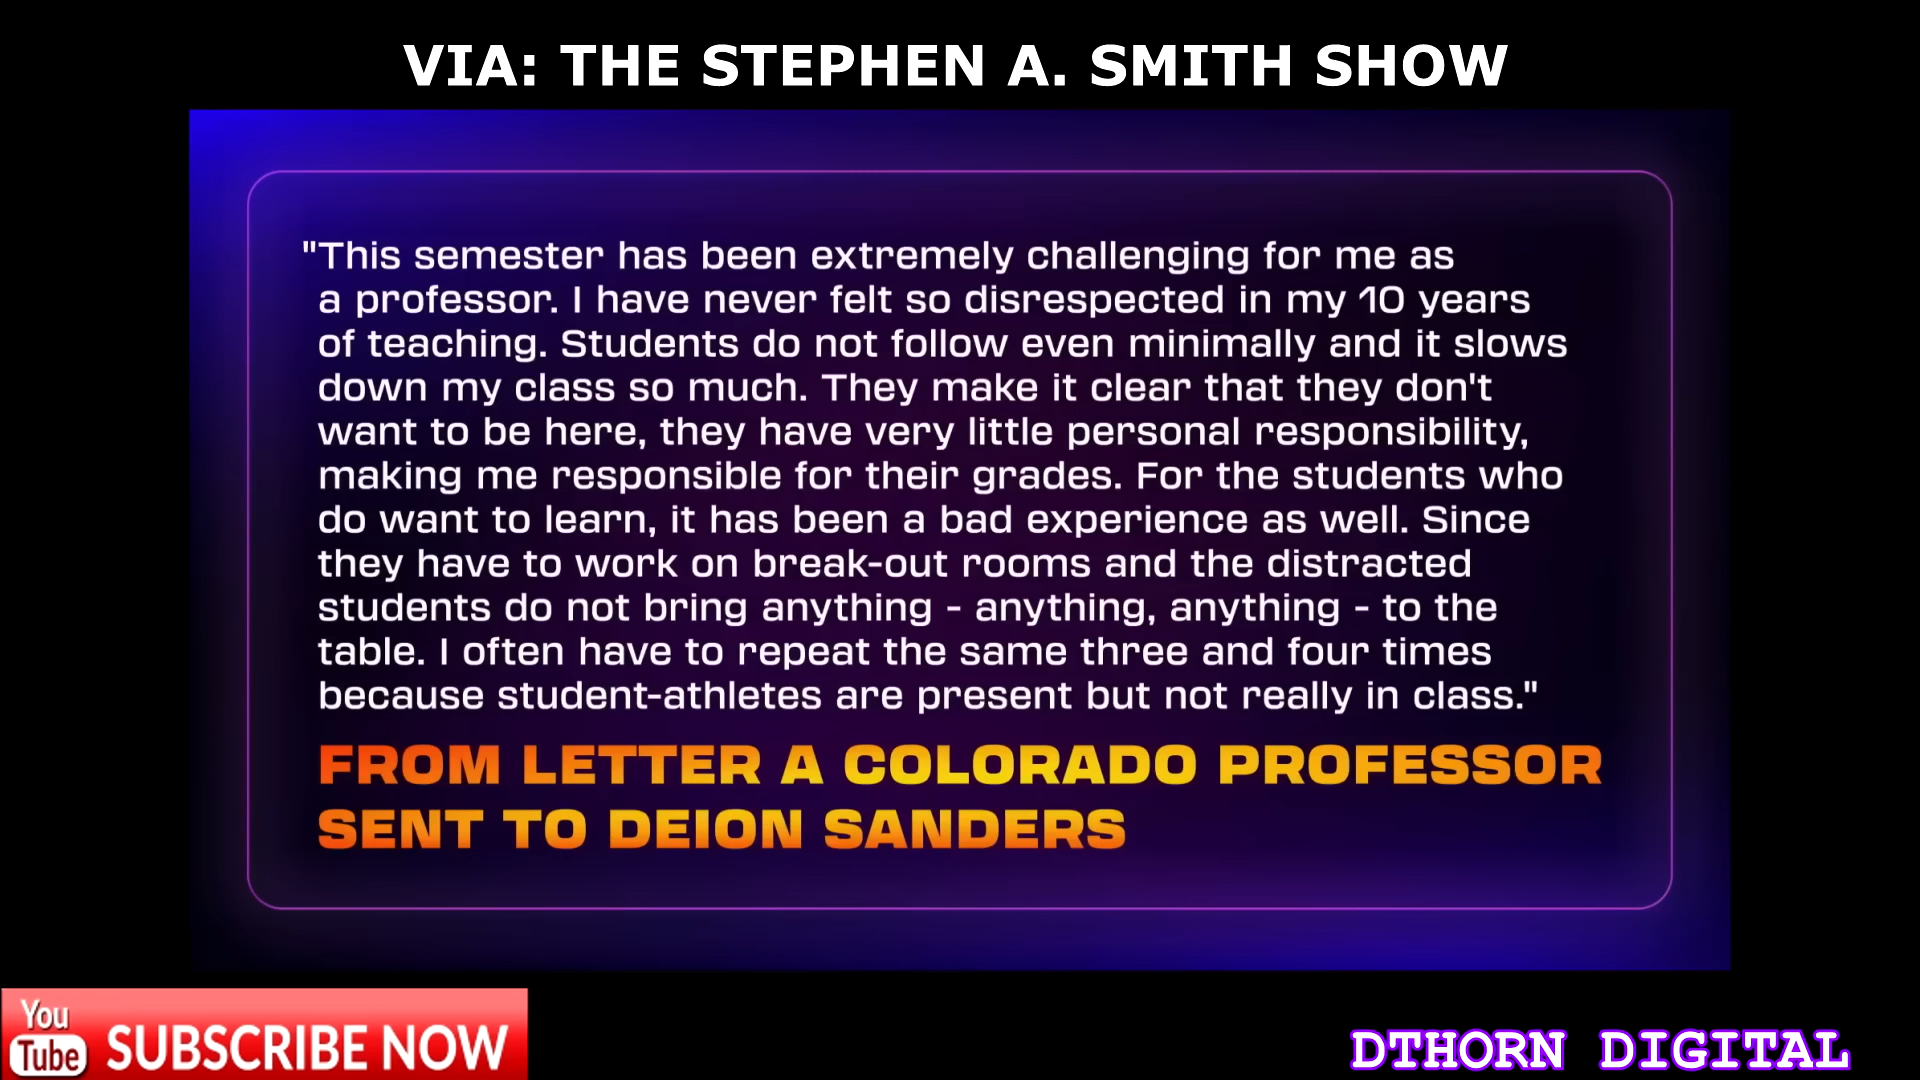 VIA: THE STEPHEN A. SMITH SHOW
"This semester has been extremely challenging for me as
a professor. I have never felt so disrespected in my 10 years
of teaching. Students do not follow even minimally and it slows
down my class so much. They make it clear that they don't
want to be here, they have very little personal responsibility,
making me responsible for their grades. For the students who
do want to learn, it has been a bad experience as well. Since
they have to work on break-out rooms and the distracted
students do not bring anything - anything, anything - to the
table. I often have to repeat the same three and four times
because student-athletes are present but not really in class."
FROM LETTER A COLORADO PROFESSOR
SENT TO DEION SANDERS
You
Tube SUBSCRIBE NOW
DTHORN DIGITAL